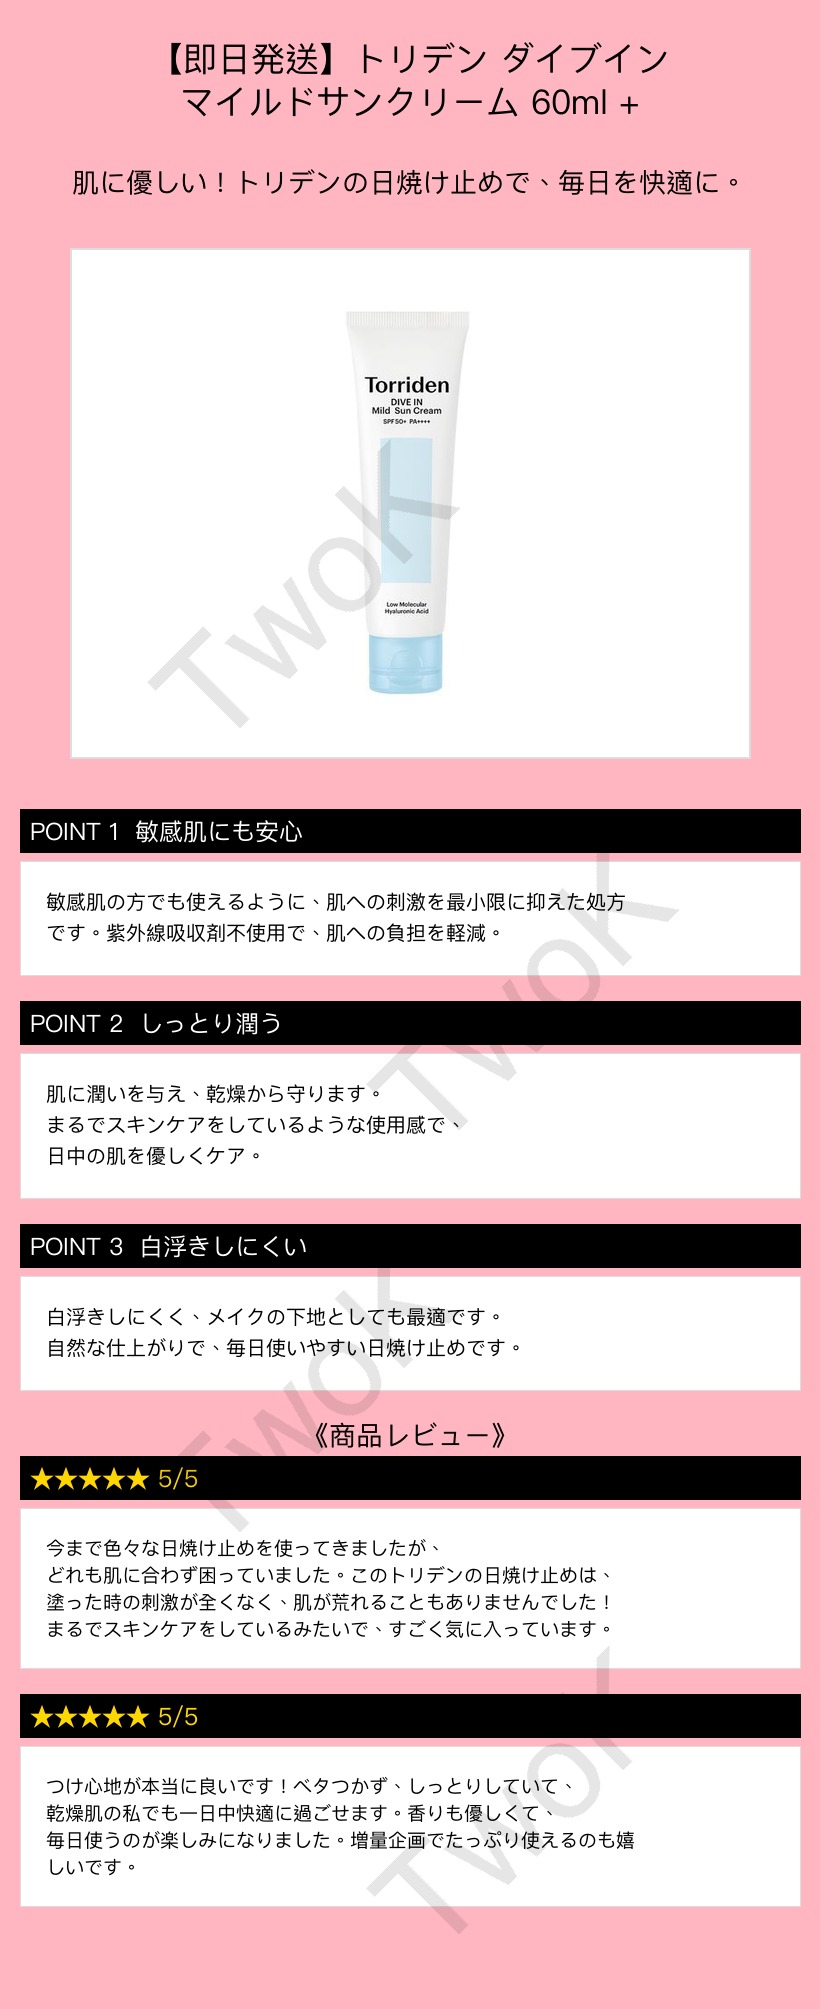 【即日発送】トリデン ダイブイン
マイルドサンクリーム 60ml +
肌に優しい！トリデンの日焼け止めで、毎日を快適に。
Torriden
DIVE IN
Mild Sun Cream
SPF50+ PA++++
Low Molecular
Hyaluronic Acid
TwoK
POINT 1 敏感肌にも安心
敏感肌の方でも使えるように、肌への刺激を最小限に抑えた処方
です。紫外線吸収剤不使用で、肌への負担を軽減。
TwoK
POINT 2 しっとり潤う
肌に潤いを与え、乾燥から守ります。
まるでスキンケアをしているような使用感で、
日中の肌を優しくケア。
POINT 3 白浮きしにくい
白浮きしにくく、メイクの下地としても最適です。
自然な仕上がりで、毎日使いやすい日焼け止めです。
TwoK
《商品レビュー》
★★★★★ 5/5
今まで色々な日焼け止めを使ってきましたが、
どれも肌に合わず困っていました。このトリデンの日焼け止めは、
塗った時の刺激が全くなく、肌が荒れることもありませんでした！
まるでスキンケアをしているみたいで、すごく気に入っています。
★★★★★ 5/5
つけ心地が本当に良いです！ベタつかず、しっとりしていて、
乾燥肌の私でも一日中快適に過ごせます。香りも優しくて、
毎日使うのが楽しみになりました。増量企画でたっぷり使えるのも嬉
しいです。
TwoK